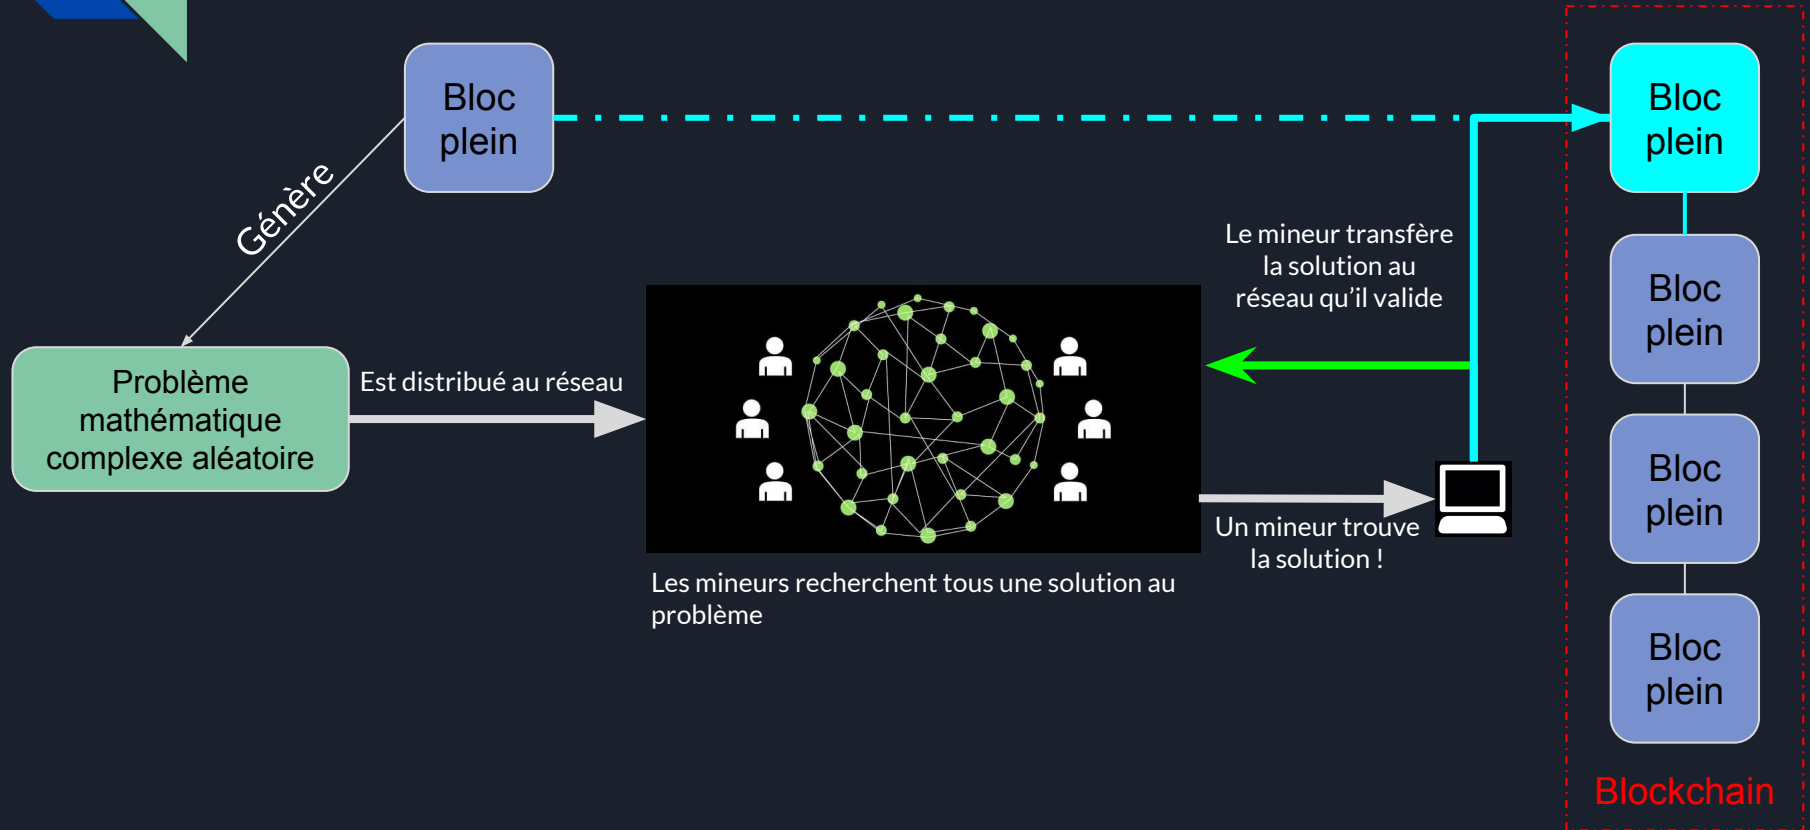 Bloc
plein
Génère
Problème
mathématique
complexe aléatoire
Est distribué au réseau
Les mineurs recherchent tous une solution au
problème
Un mineur trouve
la solution !
Le mineur transfère
la solution au
réseau qu'il valide
Bloc
plein
Bloc
plein
Bloc
plein
Bloc
plein
Blockchain